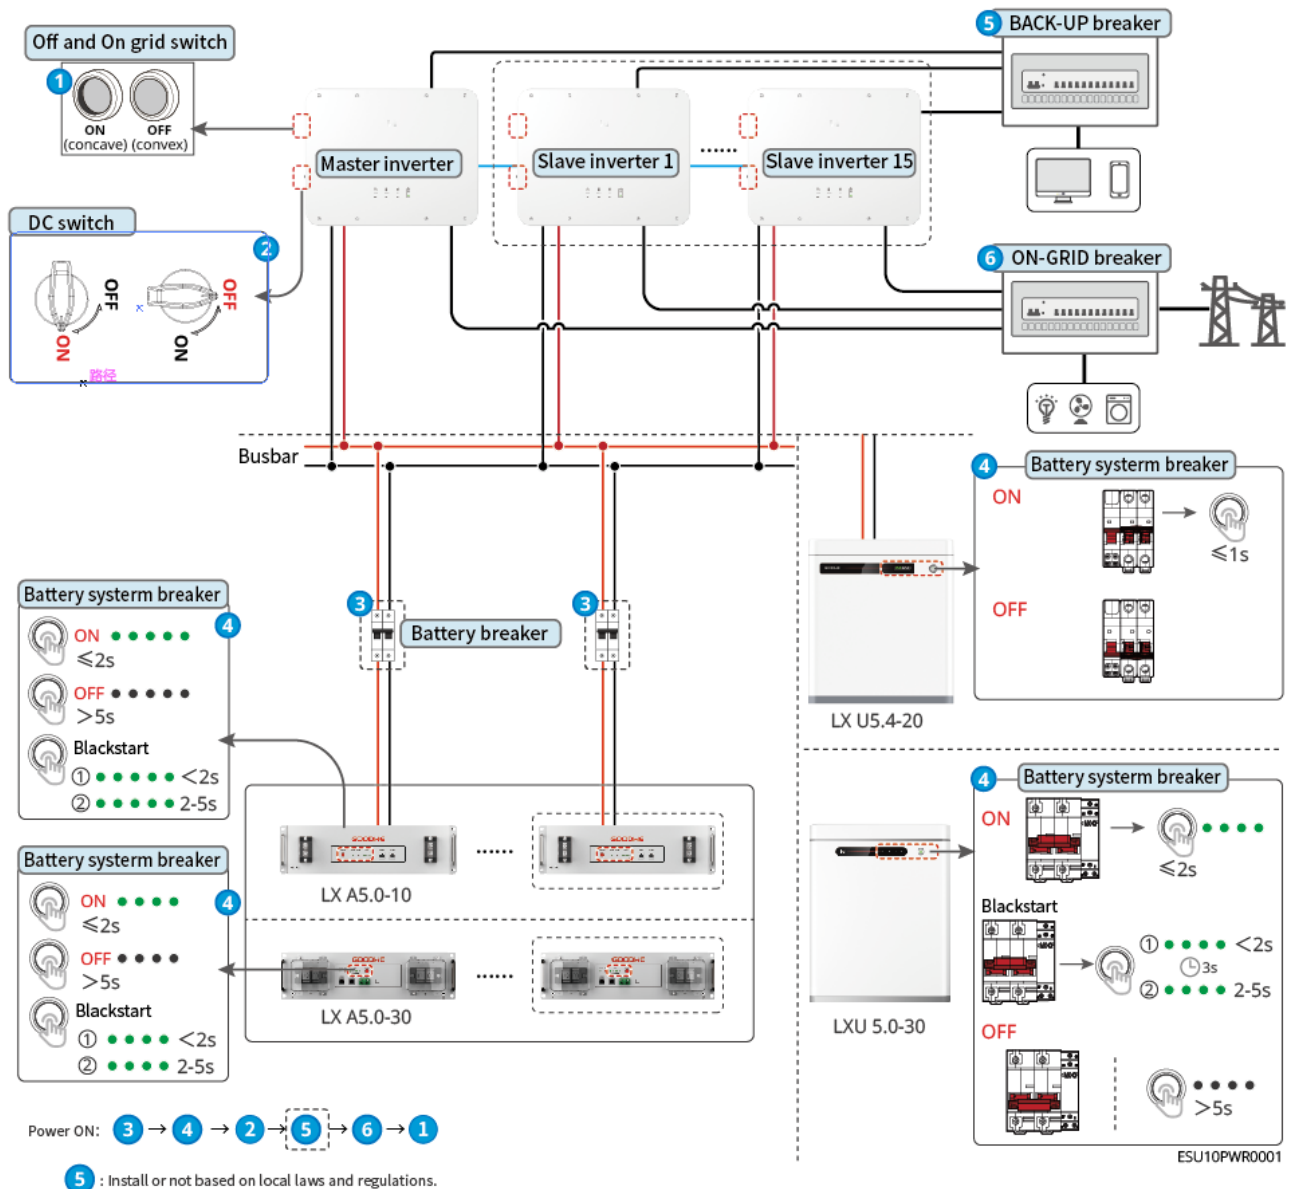 Off and On grid switch
1
ON OFF
(concave) (convex)
5 BACK-UP breaker
Master inverter
Slave inverter 1
......
Slave inverter 15
DC switch
2
OFF
ON
OFF
ON
路径
6 ON-GRID breaker
Busbar
4 Battery systerm breaker
ON
≤1s
OFF
LX U5.4-20
3
Battery breaker
3
Battery systerm breaker
4
ON
≤2s
OFF
>5s
Blackstart
① <2s
② 2-5s
GOODWE
LX A5.0-10
......
GOODWE
Battery systerm breaker
4
ON
≤2s
OFF
>5s
Blackstart
① <2s
② 2-5s
GOODWE
LX A5.0-30
......
GOODWE
4 Battery systerm breaker
ON
≤2s
Blackstart
① <2s
3s
② 2-5s
OFF
>5s
LXU 5.0-30
ESU10PWR0001
Power ON: 3 → 4 → 2 → 5 → 6 → 1
5 : Install or not based on local laws and regulations.